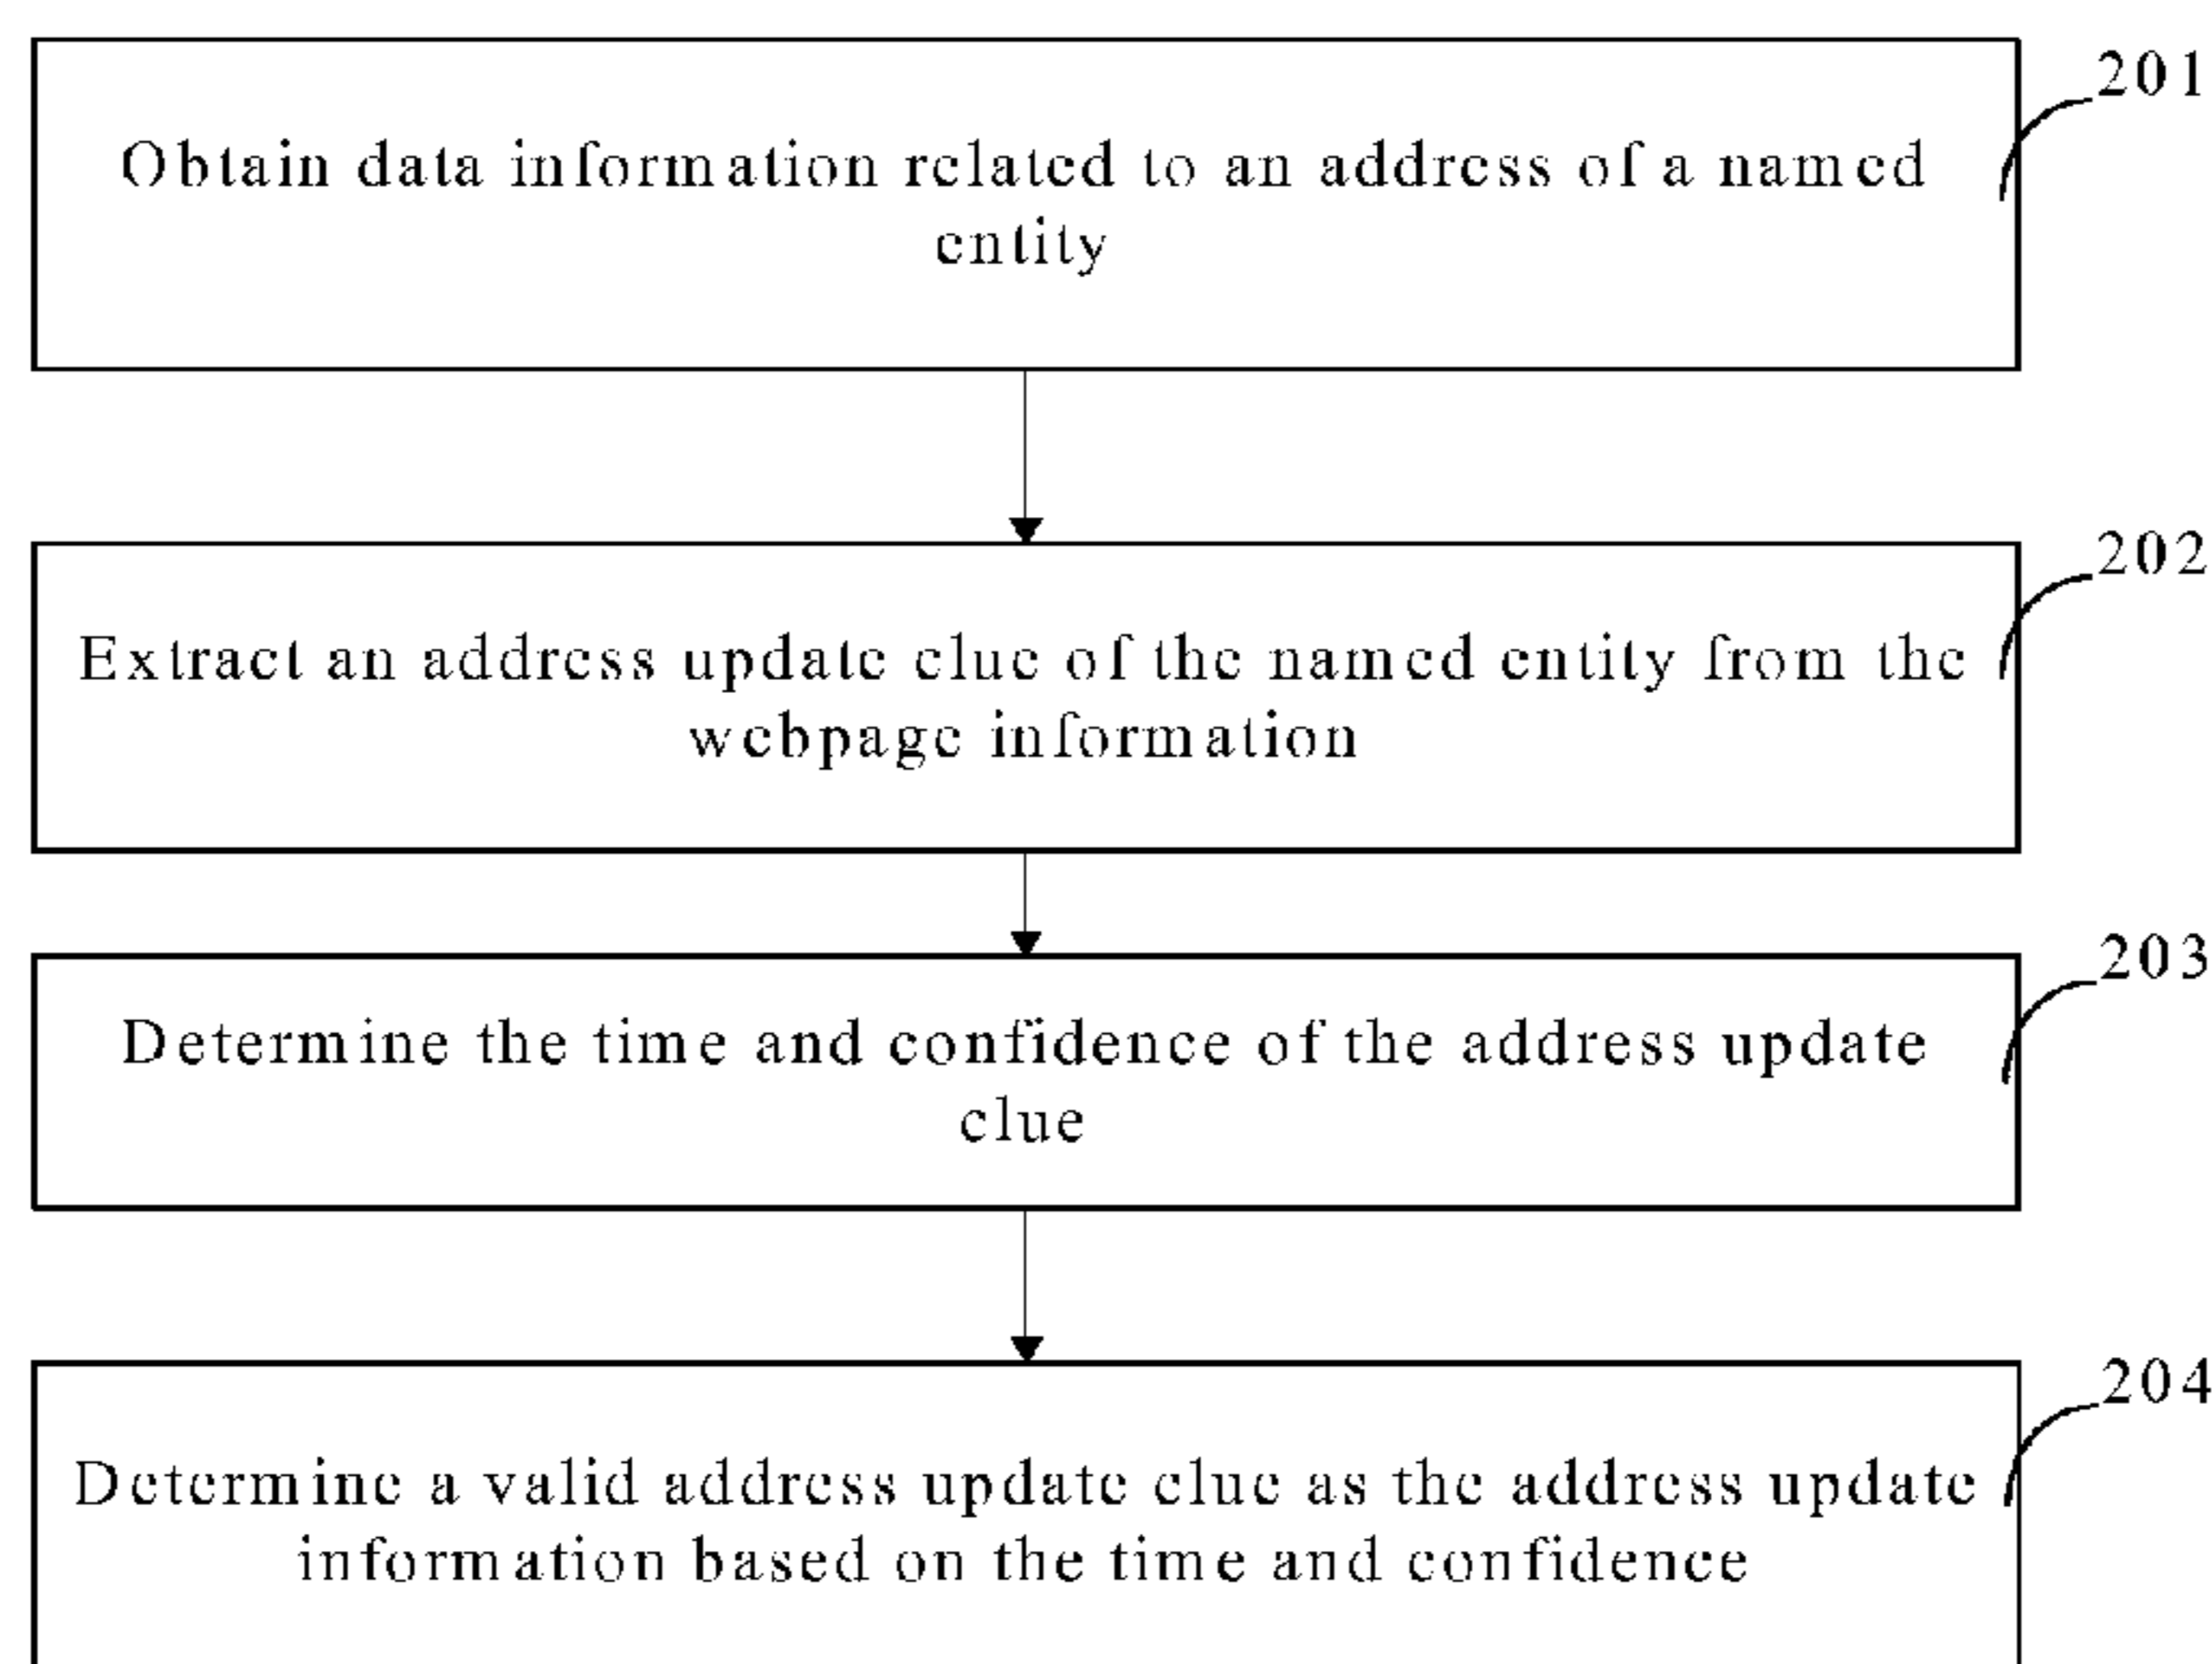 201
Obtain data information related to an address of a named
entity
202
Extract an address update clue of the named entity from the
webpage information
203
Determine the time and confidence of the address update
clue
204
Determine a valid address update clue as the address update
information based on the time and confidence